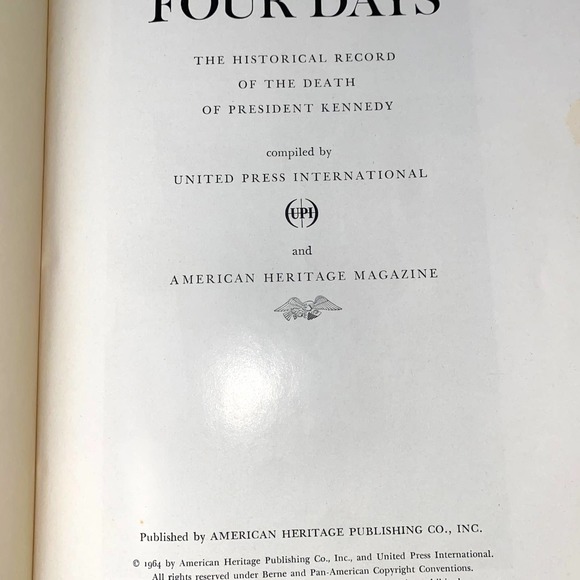 FOUR DAYS
THE HISTORICAL RECORD
OF THE DEATH
OF PRESIDENT KENNEDY
compiled by
UNITED PRESS INTERNATIONAL
UPI
and
AMERICAN HERITAGE MAGAZINE
Published by AMERICAN HERITAGE PUBLISHING CO., INC.
© 1964 by American Heritage Publishing Co., Inc., and United Press International.
All rights reserved under Berne and Pan-American Copyright Conventions.